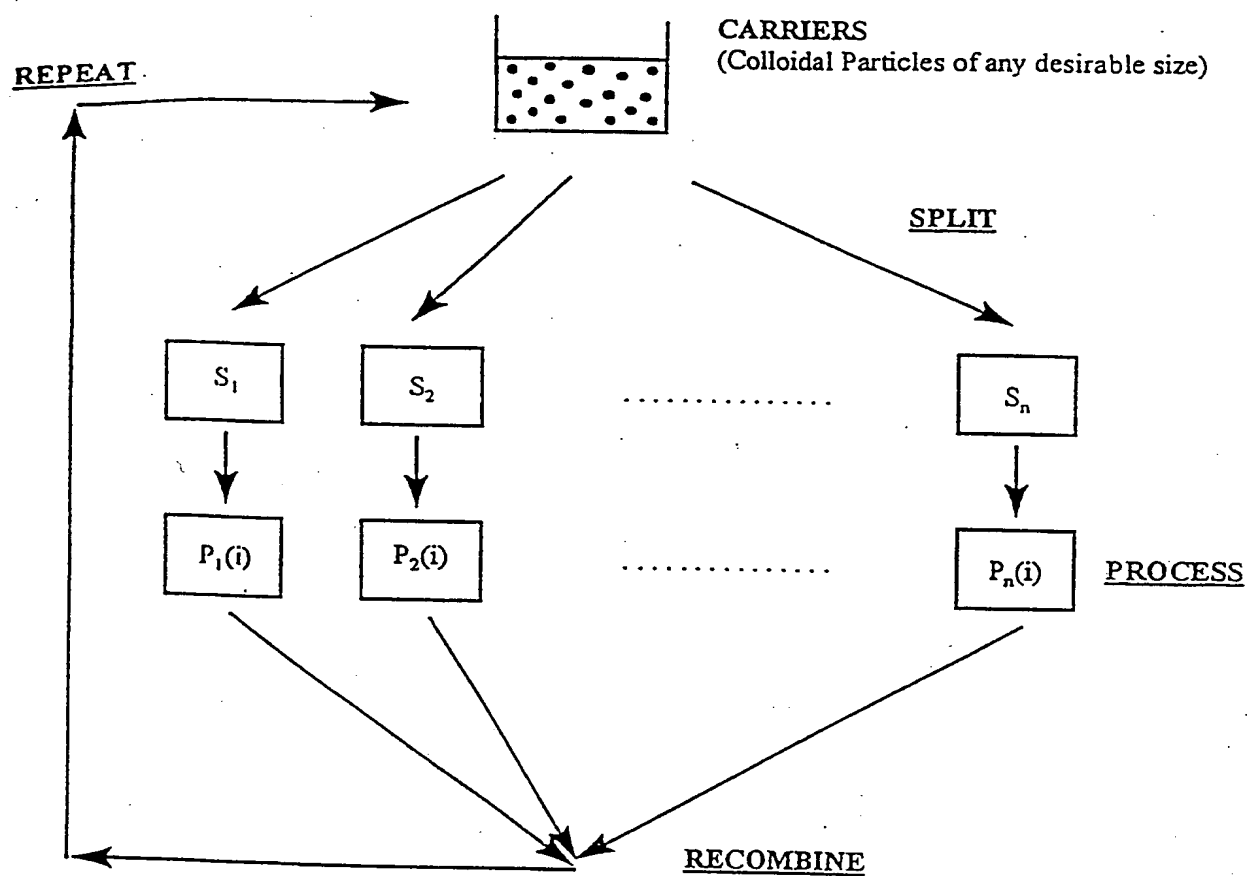 CARRIERS
(Colloidal Particles of any desirable size)
REPEAT
SPLIT
S₁
S₂
..................
Sₙ
P₁(i)
P₂(i)
..................
Pₙ(i)
PROCESS
RECOMBINE